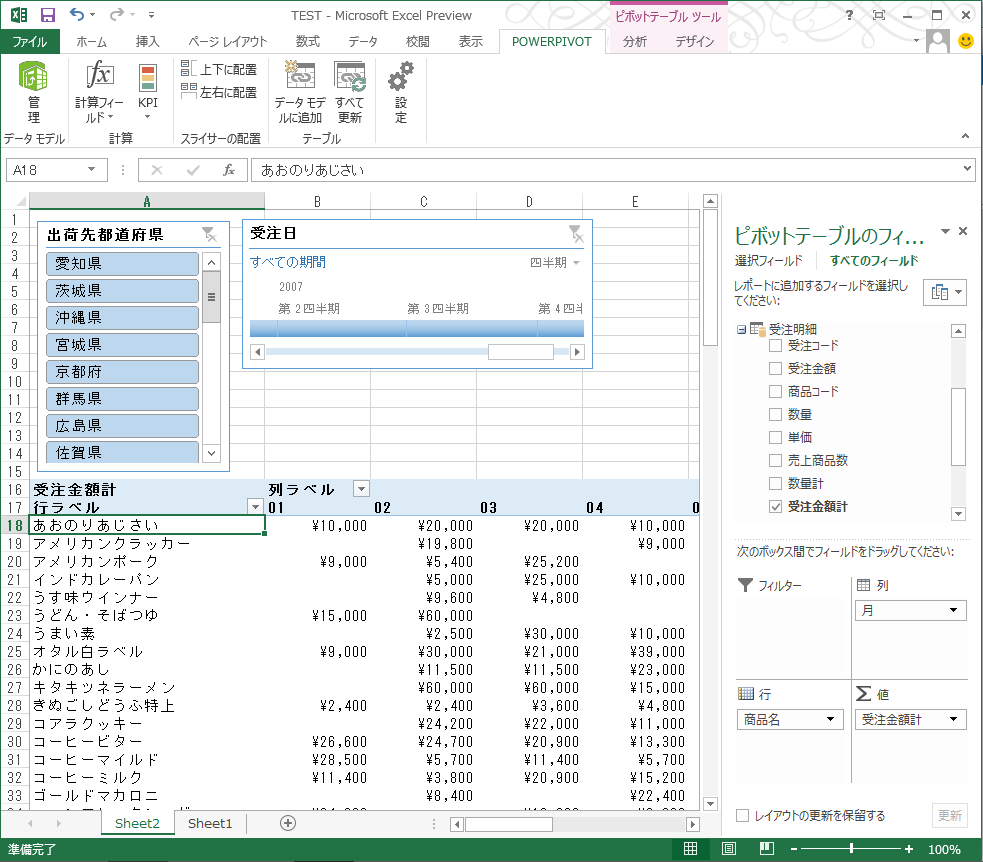 TEST - Microsoft Excel Preview
ピボットテーブル ツール
ファイル ホーム 挿入 ページ レイアウト 数式 データ 校閲 表示 POWERPIVOT 分析 デザイン
管理
計算フィールド
KPI
上下に配置
左右に配置
データ モデルに追加
すべて更新
設定
データ モデル 計算 スライサーの配置 テーブル
A18 fx あおのりあじさい
A B C D E
出荷先都道府県
愛知県
茨城県
沖縄県
宮城県
京都府
群馬県
広島県
佐賀県
受注日
すべての期間 四半期
2007
第 2 四半期 第 3 四半期 第 4 四半
1
2
3
4
5
6
7
8
9
10
11
12
13
14
15
16 受注金額計 列ラベル
17 行ラベル 01 02 03 04 0
18 あおのりあじさい ¥10,000 ¥20,000 ¥20,000 ¥10,000
19 アメリカンクラッカー ¥19,800 ¥9,000
20 アメリカンポーク ¥9,000 ¥5,400 ¥25,200
21 インドカレーパン ¥5,000 ¥25,000 ¥10,000
22 うす味ウインナー ¥9,600 ¥4,800
23 うどん・そばつゆ ¥15,000 ¥60,000
24 うまい素 ¥2,500 ¥30,000 ¥10,000
25 オタル白ラベル ¥9,000 ¥30,000 ¥21,000 ¥39,000
26 かにのあし ¥11,500 ¥11,500 ¥23,000
27 キタキツネラーメン ¥60,000 ¥60,000 ¥15,000
28 きぬごしどうふ特上 ¥2,400 ¥2,400 ¥3,600 ¥4,800
29 コアラクッキー ¥24,200 ¥22,000 ¥11,000
30 コーヒービター ¥26,600 ¥24,700 ¥20,900 ¥13,300
31 コーヒーマイルド ¥28,500 ¥5,700 ¥11,400 ¥5,700
32 コーヒーミルク ¥11,400 ¥3,800 ¥20,900 ¥15,200
33 ゴールドマカロニ ¥8,400 ¥22,400
ピボットテーブルのフィ...
選択フィールド すべてのフィールド
レポートに追加するフィールドを選択し
てください:
受注明細
受注コード
受注金額
商品コード
数量
単価
売上商品数
数量計
受注金額計
次のボックス間でフィールドをドラッグしてください:
フィルター 列
月
行 値
商品名 受注金額計
レイアウトの更新を保留する 更新
Sheet2 Sheet1
準備完了 100%